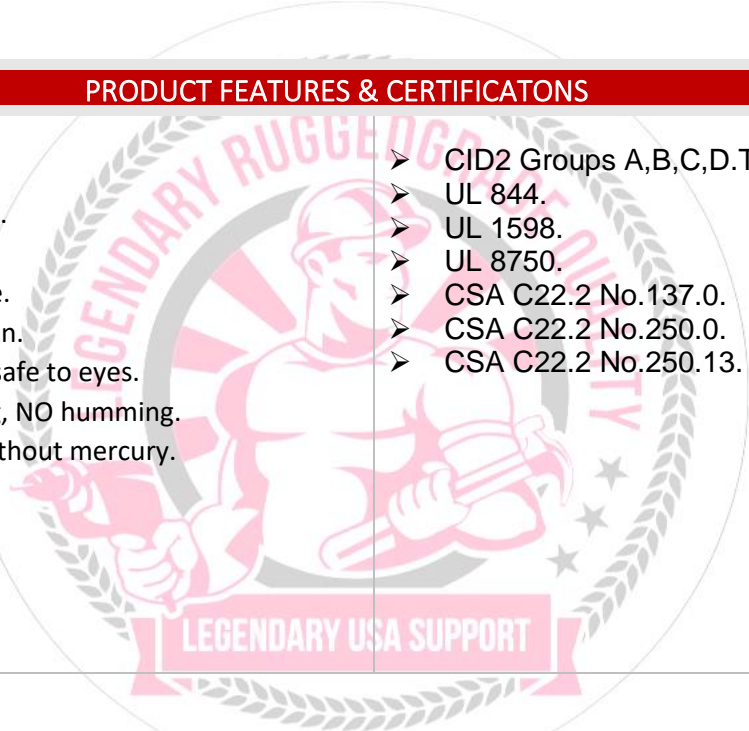 PRODUCT FEATURES & CERTIFICATONS
.
e.
n.
safe to eyes.
, NO humming.
thout mercury.
➢ CID2 Groups A,B,C,D.T
➢ UL 844.
➢ UL 1598.
➢ UL 8750.
➢ CSA C22.2 No.137.0.
➢ CSA C22.2 No.250.0.
➢ CSA C22.2 No.250.13.
LEGENDARY RUGGEDGRADE QUALITY
LEGENDARY USA SUPPORT